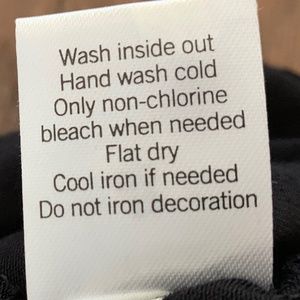 Wash inside out
Hand wash cold
Only non-chlorine
bleach when needed
Flat dry
Cool iron if needed
Do not iron decoration